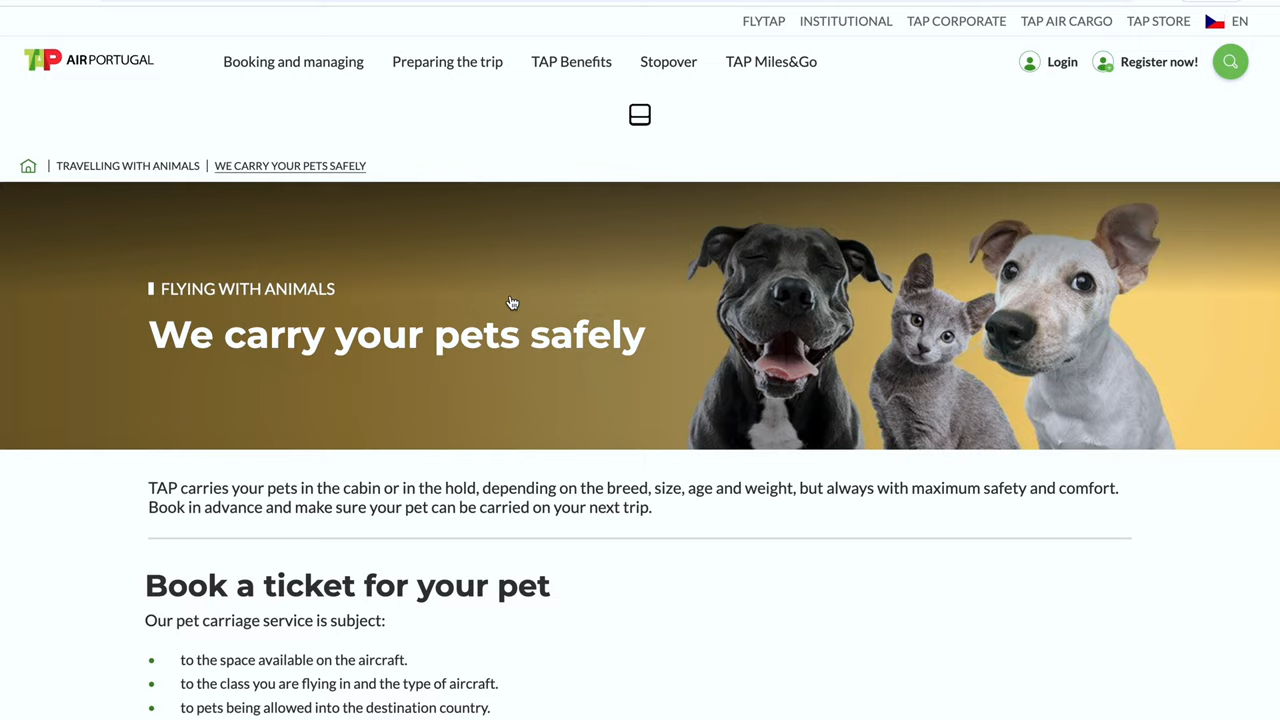 FLYTAP INSTITUTIONAL TAP CORPORATE TAP AIR CARGO TAP STORE EN
TAP AIRPORTUGAL Booking and managing Preparing the trip TAP Benefits Stopover TAP Miles&Go Login Register now!
TRAVELLING WITH ANIMALS | WE CARRY YOUR PETS SAFELY
FLYING WITH ANIMALS
We carry your pets safely
TAP carries your pets in the cabin or in the hold, depending on the breed, size, age and weight, but always with maximum safety and comfort.
Book in advance and make sure your pet can be carried on your next trip.
Book a ticket for your pet
Our pet carriage service is subject:
• to the space available on the aircraft.
• to the class you are flying in and the type of aircraft.
• to pets being allowed into the destination country.